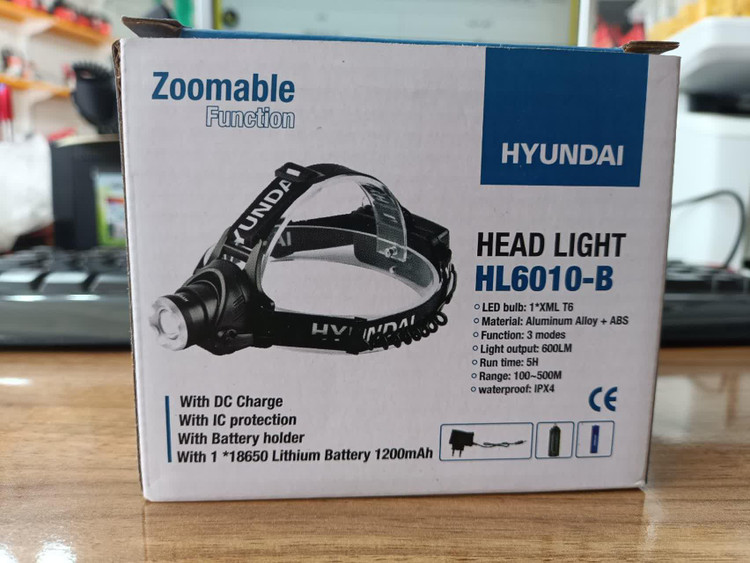 Zoomable
Function
HYUNDAI
HYUNDAI
HYUNDAI
HEAD LIGHT
HL6010-B
LED bulb: 1*XML T6
Material: Aluminum Alloy + ABS
Function: 3 modes
Light output: 600LM
Run time: 5H
Range: 100~500M
waterproof: IPX4
CE
With DC Charge
With IC protection
With Battery holder
With 1 *18650 Lithium Battery 1200mAh